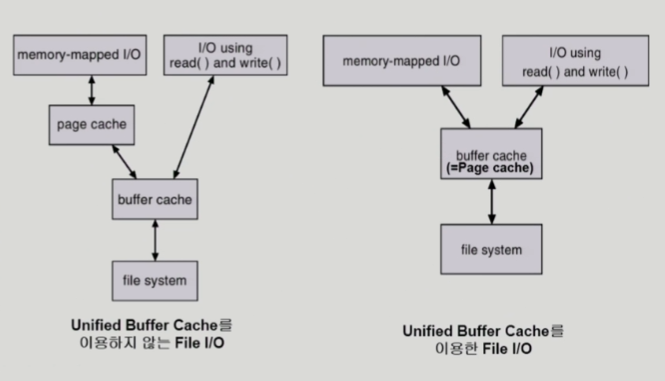 memory-mapped I/O
I/O using
read( ) and write( )
page cache
buffer cache
file system
Unified Buffer Cache를
이용하지 않는 File I/O
memory-mapped I/O
I/O using
read( ) and write( )
buffer cache
(=Page cache)
file system
Unified Buffer Cache를
이용한 File I/O